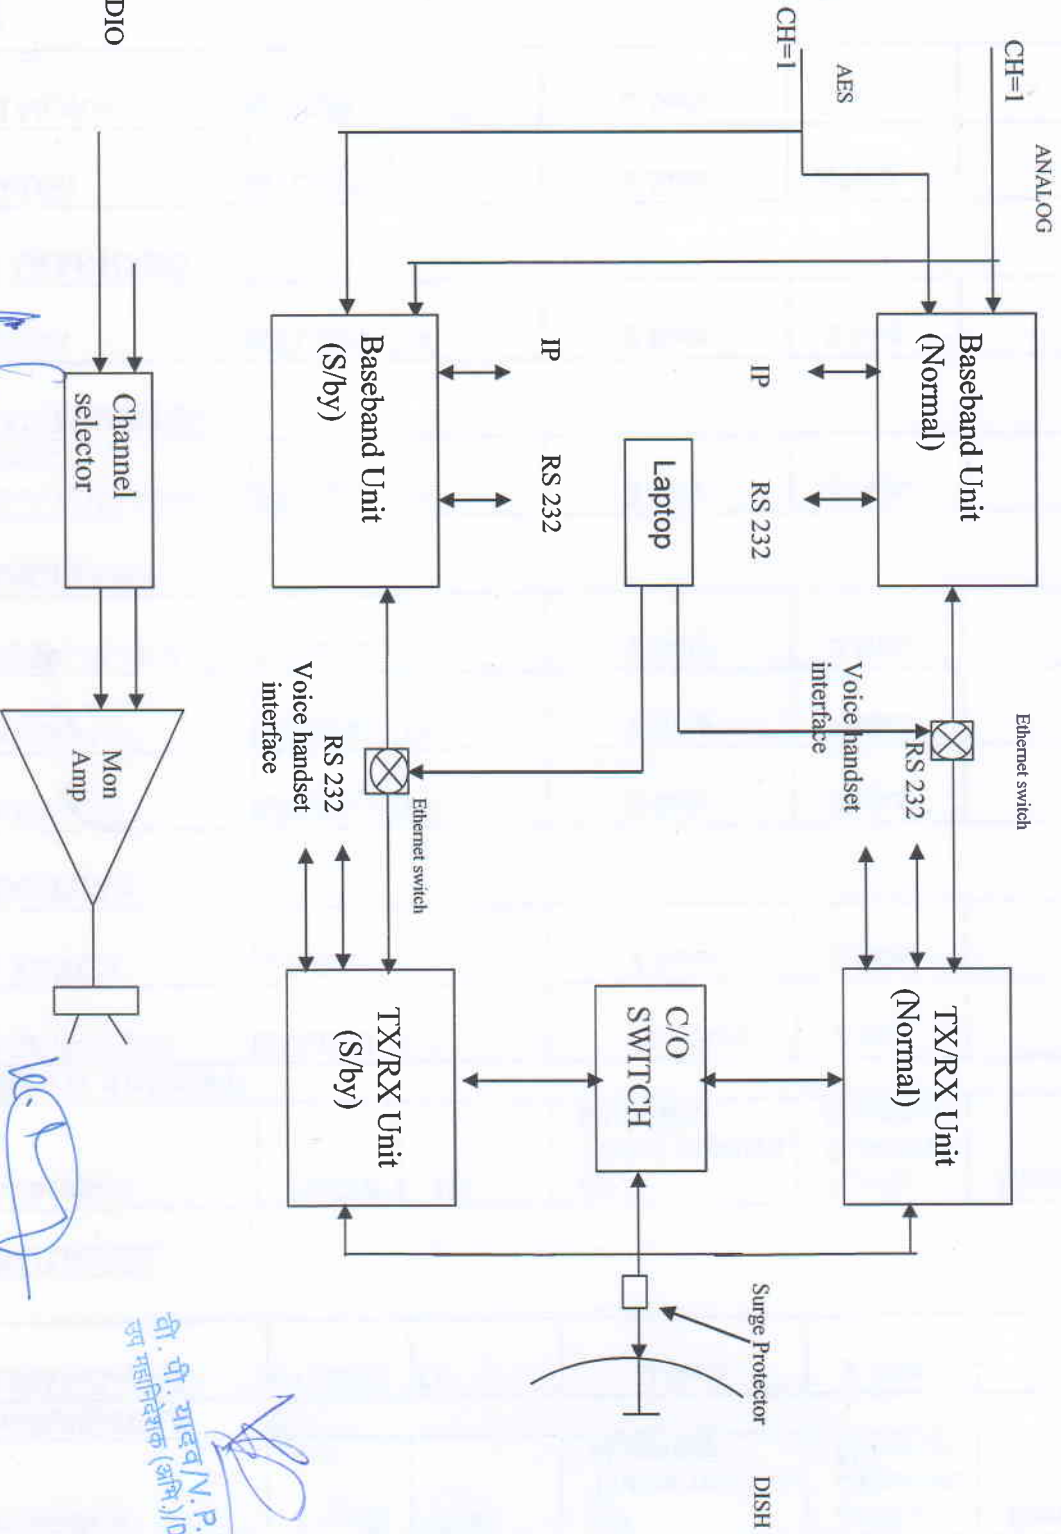 ANALOG
CH=1
AES
CH=1
Baseband Unit
(Normal)
IP
RS 232
Ethernet switch
RS 232
Voice handset
interface
TX/RX Unit
(Normal)
Laptop
C/O
SWITCH
Surge Protector
DISH
IP
RS 232
Baseband Unit
(S/by)
Ethernet switch
RS 232
Voice handset
interface
TX/RX Unit
(S/by)
DIO
Channel
selector
Mon
Amp
वी. पी. यादव/V. P.
उप महानिदेशक (अभि.)/D